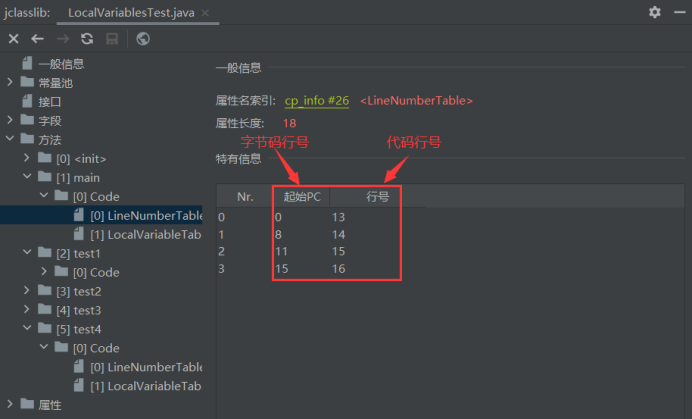 jclasslib: LocalVariablesTest.java
一般信息
常量池
接口
字段
方法
[0] <init>
[1] main
[0] Code
[0] LineNumberTable
[1] LocalVariableTab
[2] test1
[0] Code
[3] test2
[4] test3
[5] test4
[0] Code
[0] LineNumberTable
[1] LocalVariableTab
属性
一般信息
属性名索引: cp_info #26 <LineNumberTable>
属性长度: 18
字节码行号 代码行号
特有信息
Nr. 起始PC 行号
0 0 13
1 8 14
2 11 15
3 15 16